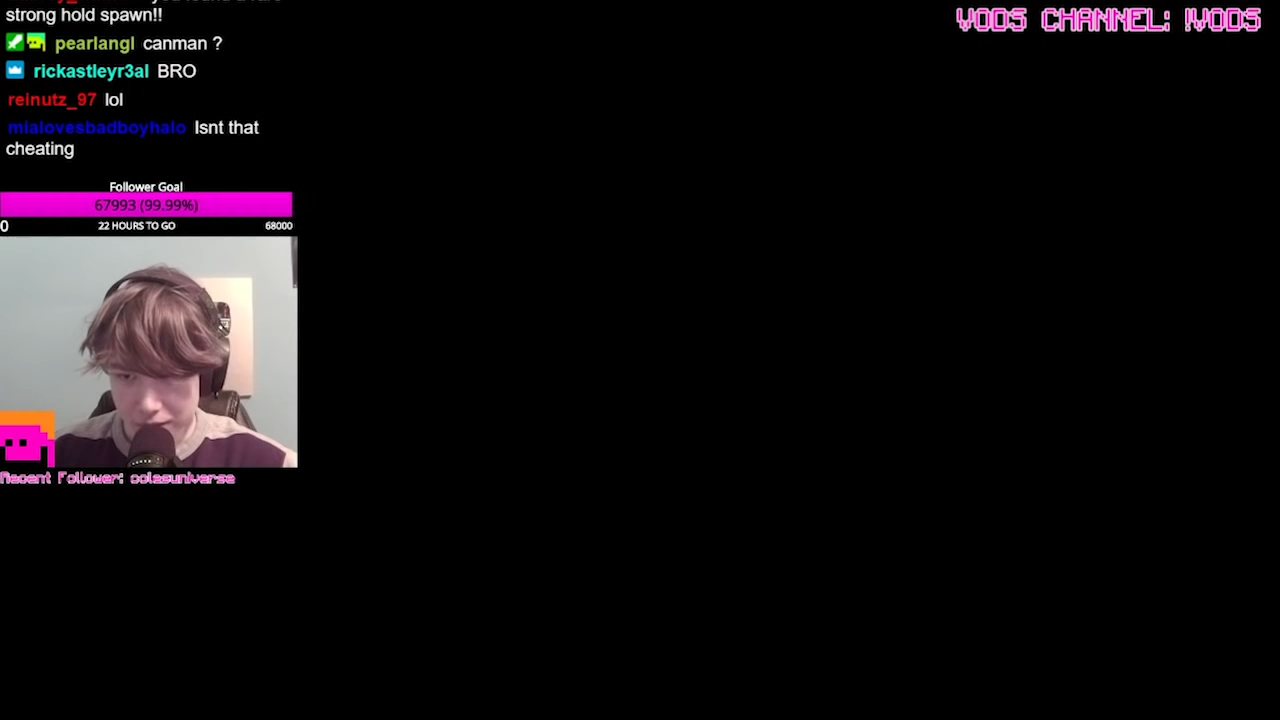 strong hold spawn!!
VODS CHANNEL: !VODS
pearlangl canman ?
rickastleyr3al BRO
reinutz_97 lol
mialovesbadboyhalo Isnt that
cheating
Follower Goal
67993 (99.99%)
0 22 HOURS TO GO 68000
Recent Follower: colesuniverse